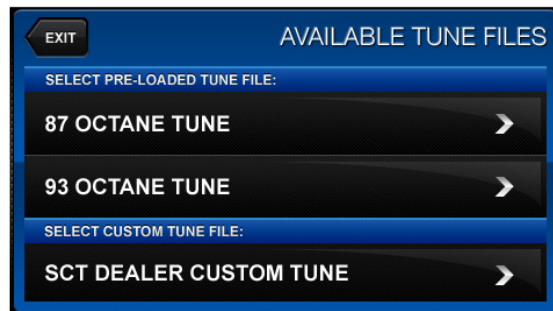 EXIT
AVAILABLE TUNE FILES
SELECT PRE-LOADED TUNE FILE:
87 OCTANE TUNE
93 OCTANE TUNE
SELECT CUSTOM TUNE FILE:
SCT DEALER CUSTOM TUNE